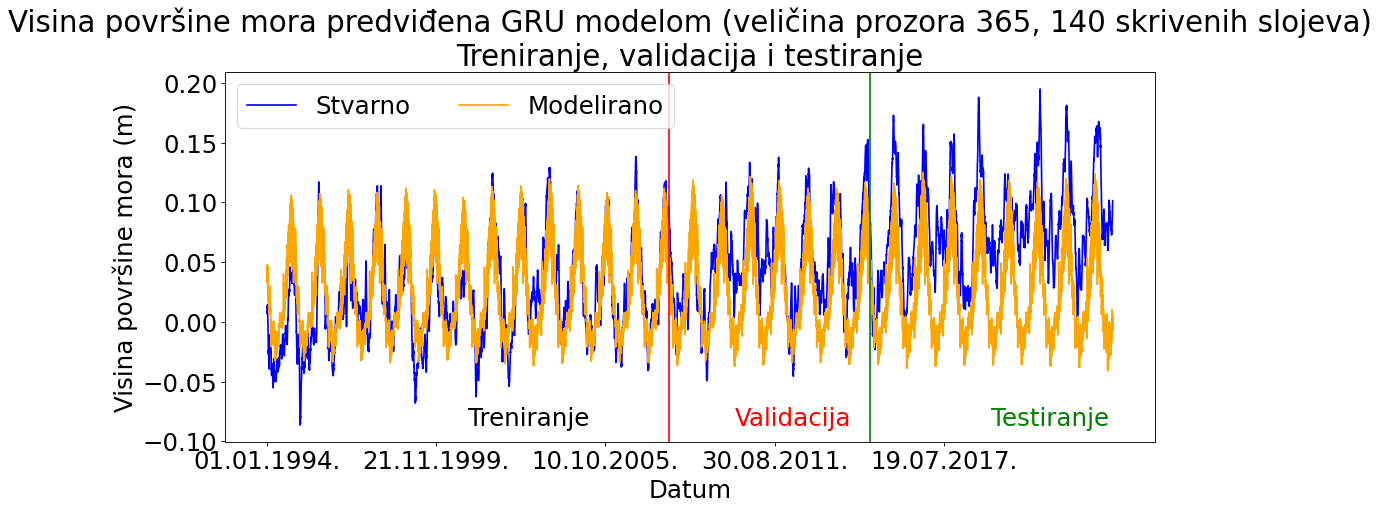 Visina površine mora predviđena GRU modelom (veličina prozora 365, 140 skrivenih slojeva)
Treniranje, validacija i testiranje
Stvarno
Modelirano
Visina površine mora (m)
0.20
0.15
0.10
0.05
0.00
−0.05
−0.10
Treniranje
Validacija
Testiranje
01.01.1994.
21.11.1999.
10.10.2005.
30.08.2011.
19.07.2017.
Datum